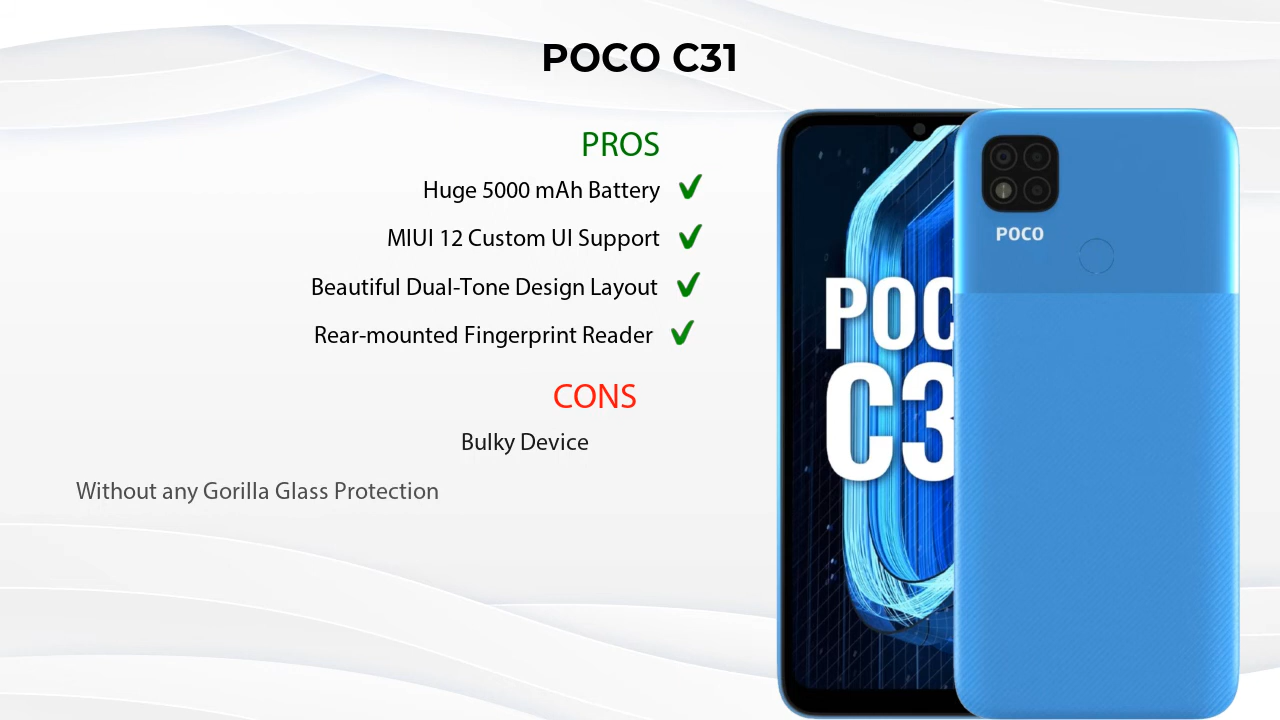 POCO C31
PROS
Huge 5000 mAh Battery
MIUI 12 Custom UI Support
Beautiful Dual-Tone Design Layout
Rear-mounted Fingerprint Reader
CONS
Bulky Device
Without any Gorilla Glass Protection
POCO
POC
C3